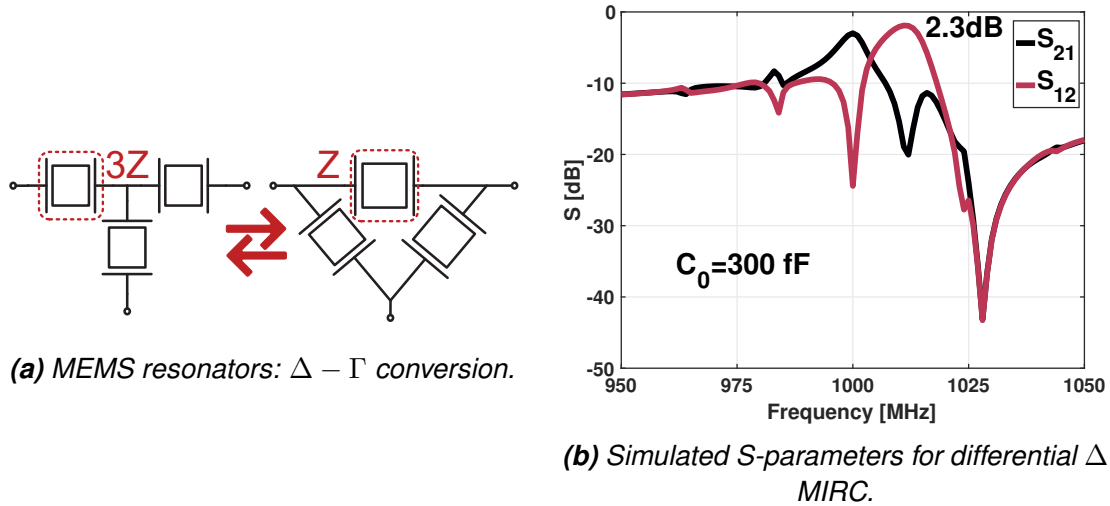 3Z
Z
(a) MEMS resonators: Δ − Γ conversion.
0
-10
-20
-30
-40
-50
S [dB]
2.3dB
S21
S12
C0=300 fF
950
975
1000
1025
1050
Frequency [MHz]
(b) Simulated S-parameters for differential Δ
MIRC.